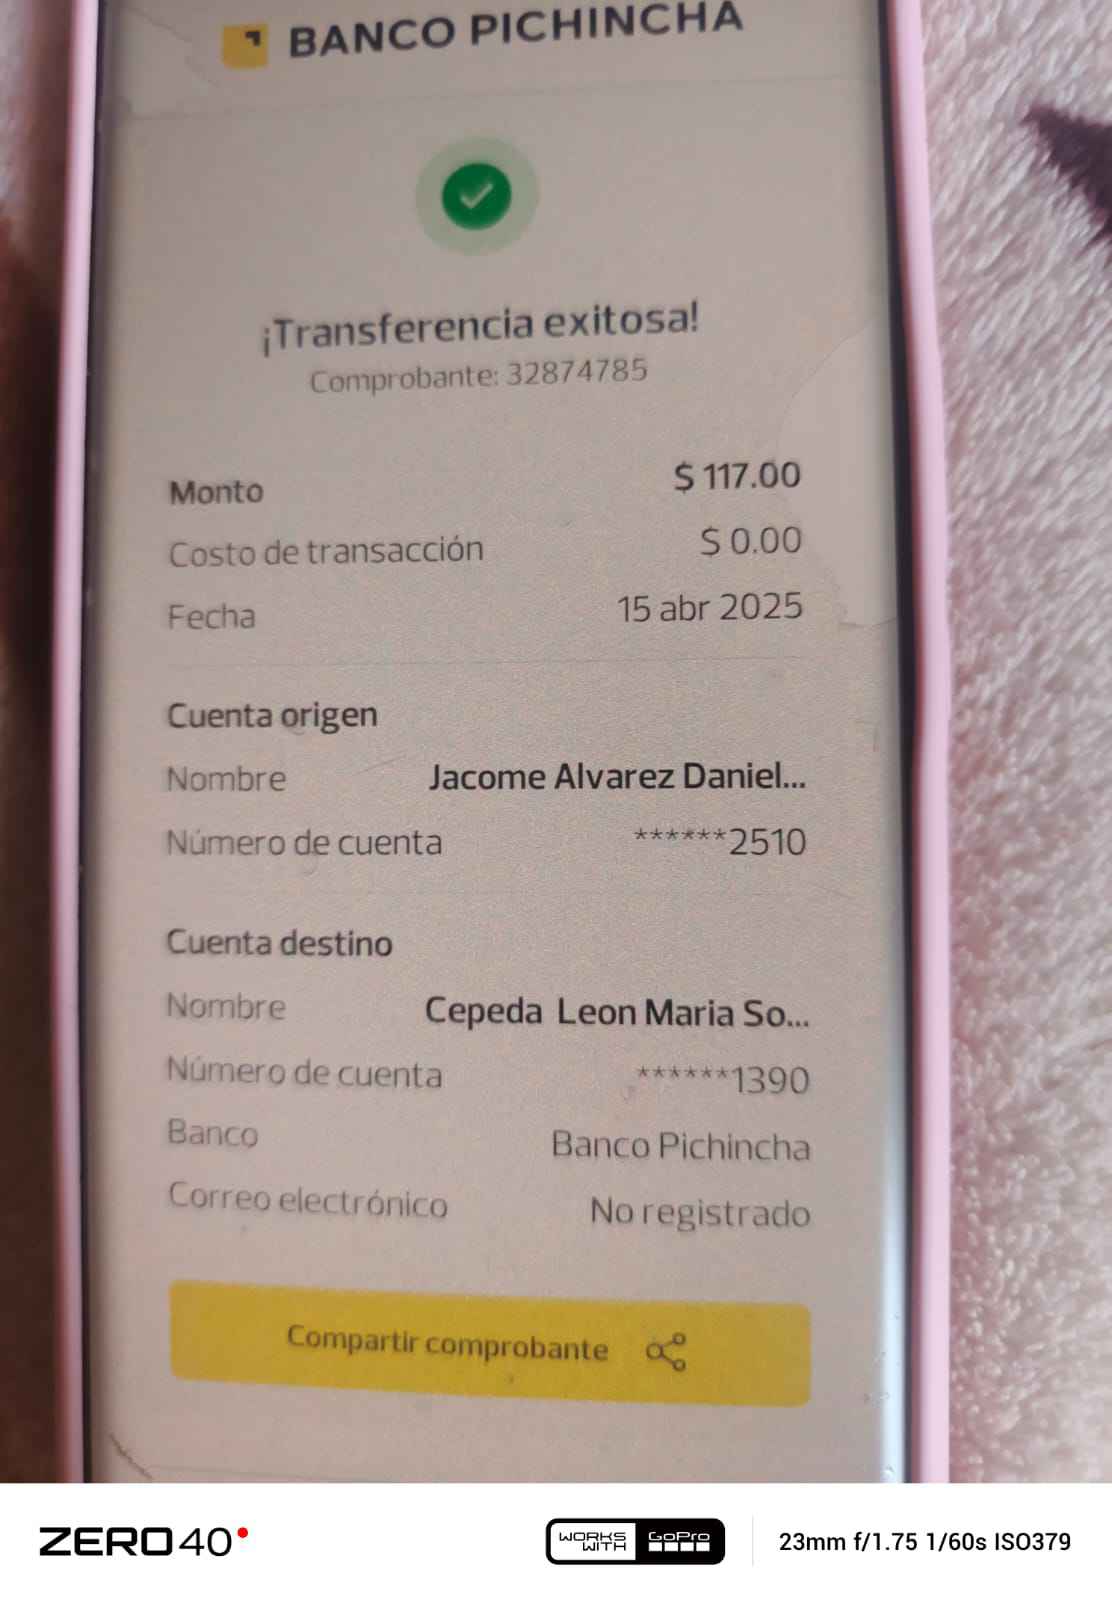 BANCO PICHINCHA
¡Transferencia exitosa!
Comprobante: 32874785
Monto $ 117.00
Costo de transacción $ 0.00
Fecha 15 abr 2025
Cuenta origen
Nombre Jacome Alvarez Daniel...
Número de cuenta ******2510
Cuenta destino
Nombre Cepeda Leon Maria So...
Número de cuenta ******1390
Banco Banco Pichincha
Correo electrónico No registrado
Compartir comprobante
ZERO40
WORKS WITH GoPro
23mm f/1.75 1/60s ISO379